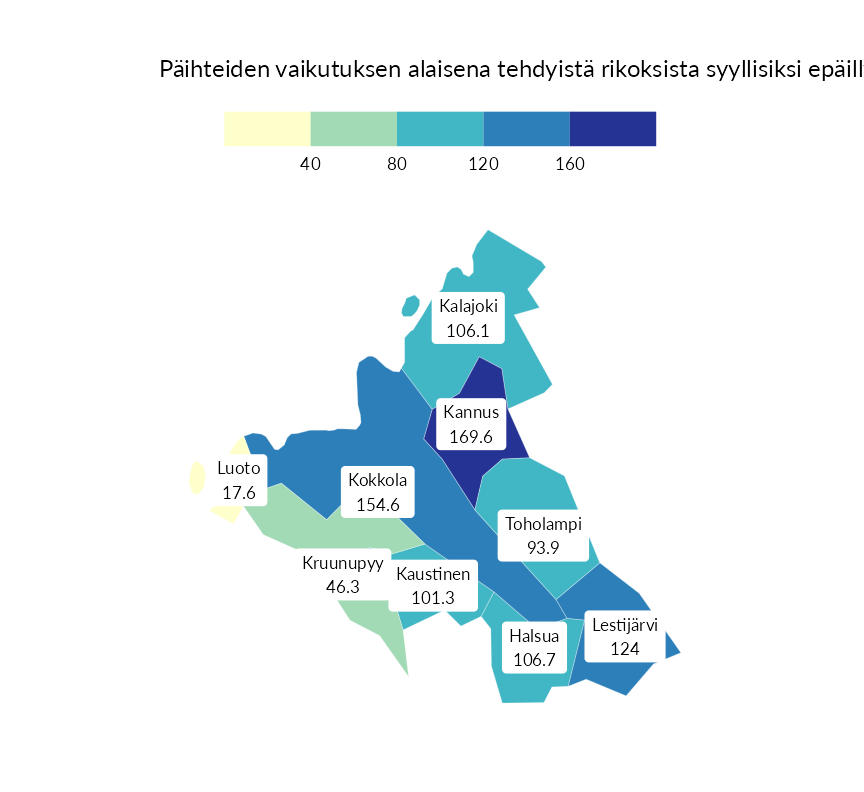 Päihteiden vaikutuksen alaisena tehdyistä rikoksista syyllisiksi epäill
40 80 120 160
Kalajoki
106.1
Kannus
169.6
Luoto
17.6
Kokkola
154.6
Toholampi
93.9
Kruunupyy
46.3
Kaustinen
101.3
Halsua
106.7
Lestijärvi
124